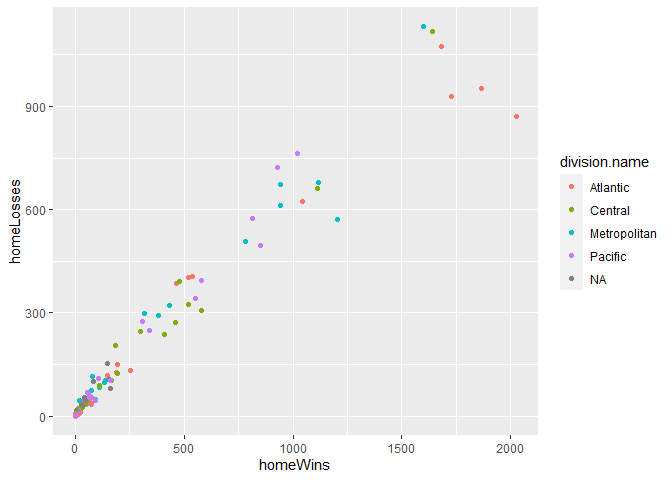 900
600
300
0
homeLosses
0 500 1000 1500 2000
homeWins
division.name
Atlantic
Central
Metropolitan
Pacific
NA